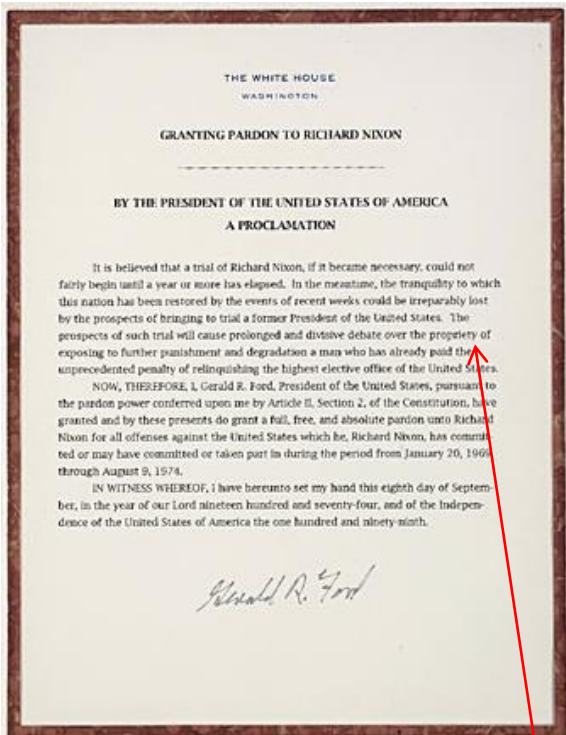 THE WHITE HOUSE
WASHINGTON
GRANTING PARDON TO RICHARD NIXON
BY THE PRESIDENT OF THE UNITED STATES OF AMERICA
A PROCLAMATION
It is believed that a trial of Richard Nixon, if it became necessary, could not
fairly begin until a year or more has elapsed. In the meantime, the tranquility to which
this nation has been restored by the events of recent weeks could be irreparably lost
by the prospects of bringing to trial a former President of the United States. The
prospects of such trial will cause prolonged and divisive debate over the propriety of
exposing to further punishment and degradation a man who has already paid the
unprecedented penalty of relinquishing the highest elective office of the United States.
NOW, THEREFORE, I, Gerald R. Ford, President of the United States, pursuant to
the pardon power conferred upon me by Article II, Section 2, of the Constitution, have
granted and by these presents do grant a full, free, and absolute pardon unto Richard
Nixon for all offenses against the United States which he, Richard Nixon, has commit-
ted or may have committed or taken part in during the period from January 20, 1969
through August 9, 1974.
IN WITNESS WHEREOF, I have hereunto set my hand this eighth day of Septem-
ber, in the year of our Lord nineteen hundred and seventy-four, and of the Indepen-
dence of the United States of America the one hundred and ninety-ninth.
Gerald R. Ford